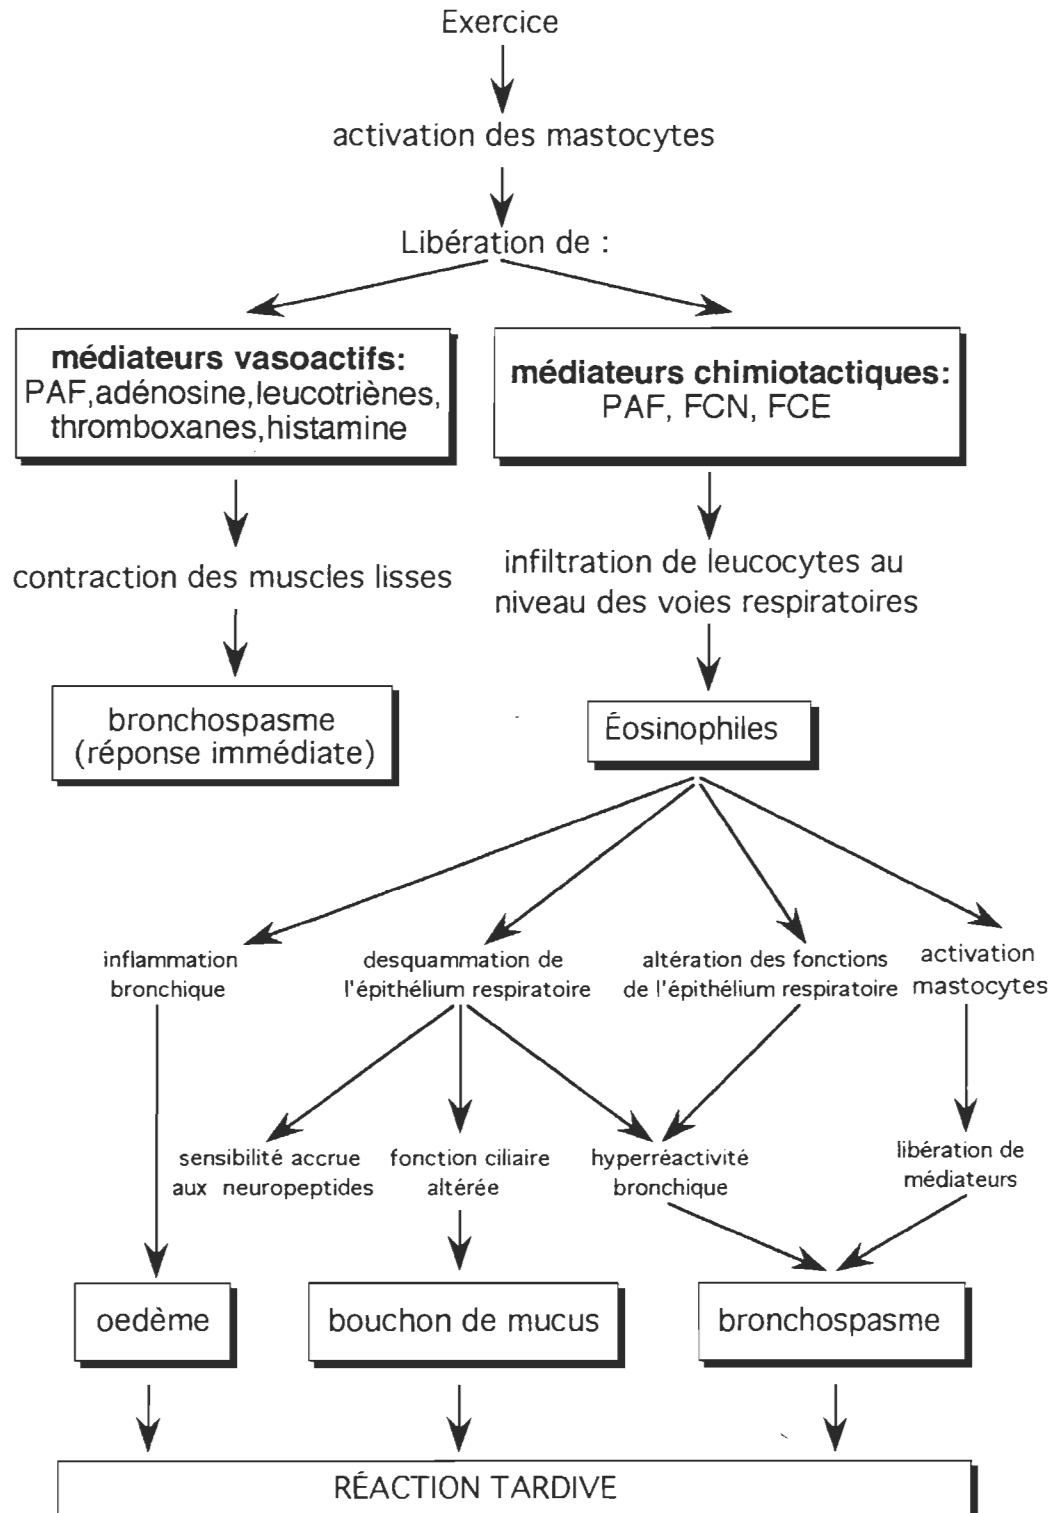 Exercice
activation des mastocytes
Libération de :
médiateurs vasoactifs:
PAF,adénosine,leucotriènes,
thromboxanes,histamine
médiateurs chimiotactiques:
PAF, FCN, FCE
contraction des muscles lisses
infiltration de leucocytes au
niveau des voies respiratoires
bronchospasme
(réponse immédiate)
Éosinophiles
inflammation
bronchique
desquammation de
l'épithélium respiratoire
altération des fonctions
de l'épithélium respiratoire
activation
mastocytes
sensibilité accrue
aux neuropeptides
fonction ciliaire
altérée
hyperréactivité
bronchique
libération de
médiateurs
oedème
bouchon de mucus
bronchospasme
RÉACTION TARDIVE